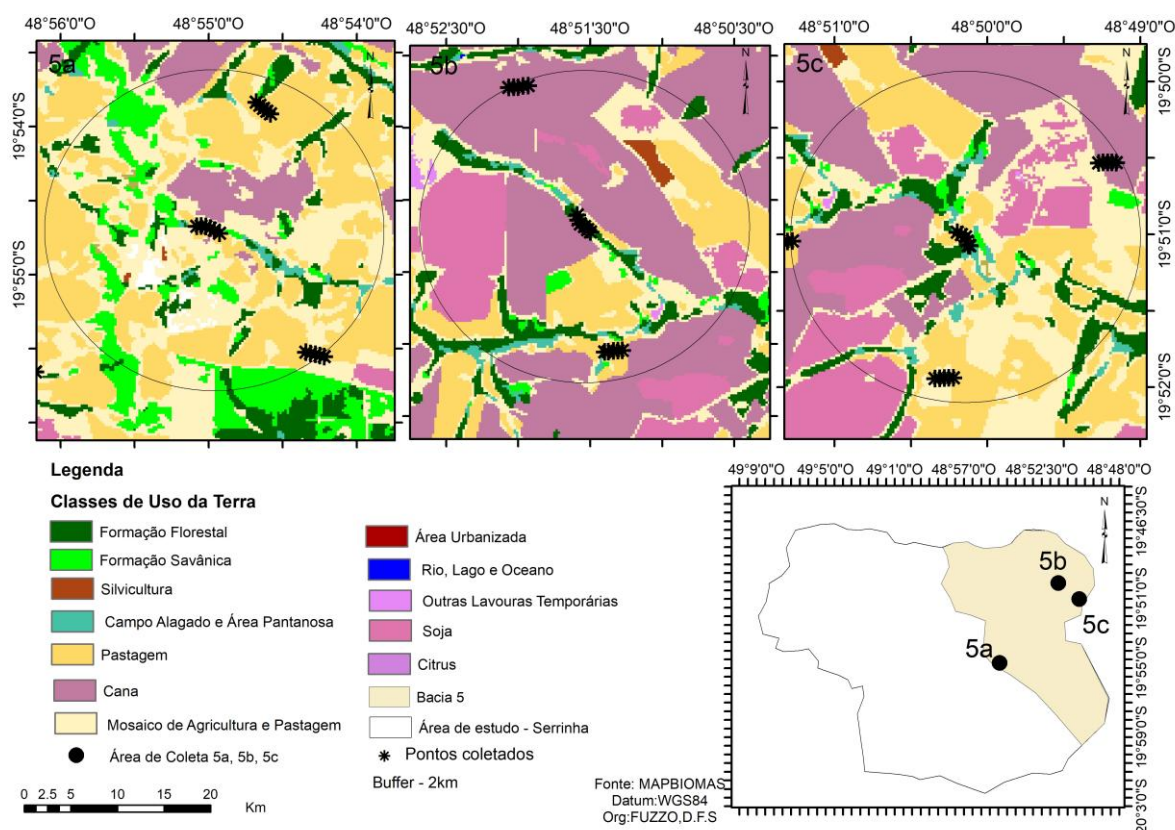 48°56'0"O 48°55'0"O 48°54'0"O
48°52'30"O 48°51'30"O 48°50'30"O
48°51'0"O 48°50'0"O 48°49'0"O
5a
N
5b
N
5c
N
19°54'0"S
19°55'0"S
19°50'0"S
19°51'0"S
19°52'0"S
Legenda
Classes de Uso da Terra
Formação Florestal
Formação Savânica
Silvicultura
Campo Alagado e Área Pantanosa
Pastagem
Cana
Mosaico de Agricultura e Pastagem
Área de Coleta 5a, 5b, 5c
Área Urbanizada
Rio, Lago e Oceano
Outras Lavouras Temporárias
Soja
Citrus
Bacia 5
Área de estudo - Serrinha
Pontos coletados
Buffer - 2km
0 2.5 5 10 15 20
Km
Fonte: MAPBIOMAS
Datum:WGS84
Org:FUZZO,D.F.S
49°9'0"O 49°5'0"O 49°1'0"O 48°57'0"O 48°52'30"O 48°48'0"O
N
5b
5c
5a
19°46'30"S
19°51'0"S
19°55'0"S
19°59'0"S
20°3'0"S